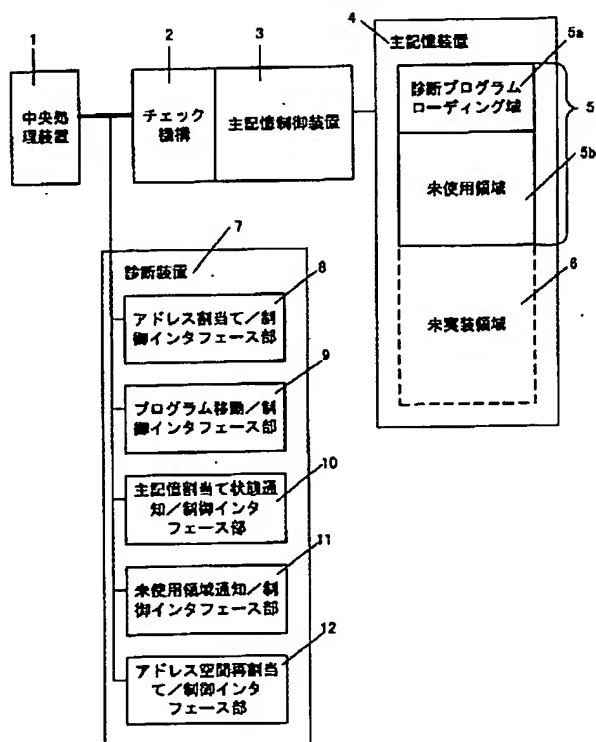 1
2
3
4
主記憶装置
5a
中央処
理装置
チェック
機構
主記憶制御装置
診断プログラム
ローディング域
5
5b
未使用領域
7
診断装置
8
アドレス割当て／制
御インタフェース部
6
未実装領域
9
プログラム移動／制
御インタフェース部
10
主記憶割当て状態通
知／制御インタ
フェース部
11
未使用領域通知／制
御インタフェース部
12
アドレス空間再割当
て／制御インタフェ
ース部